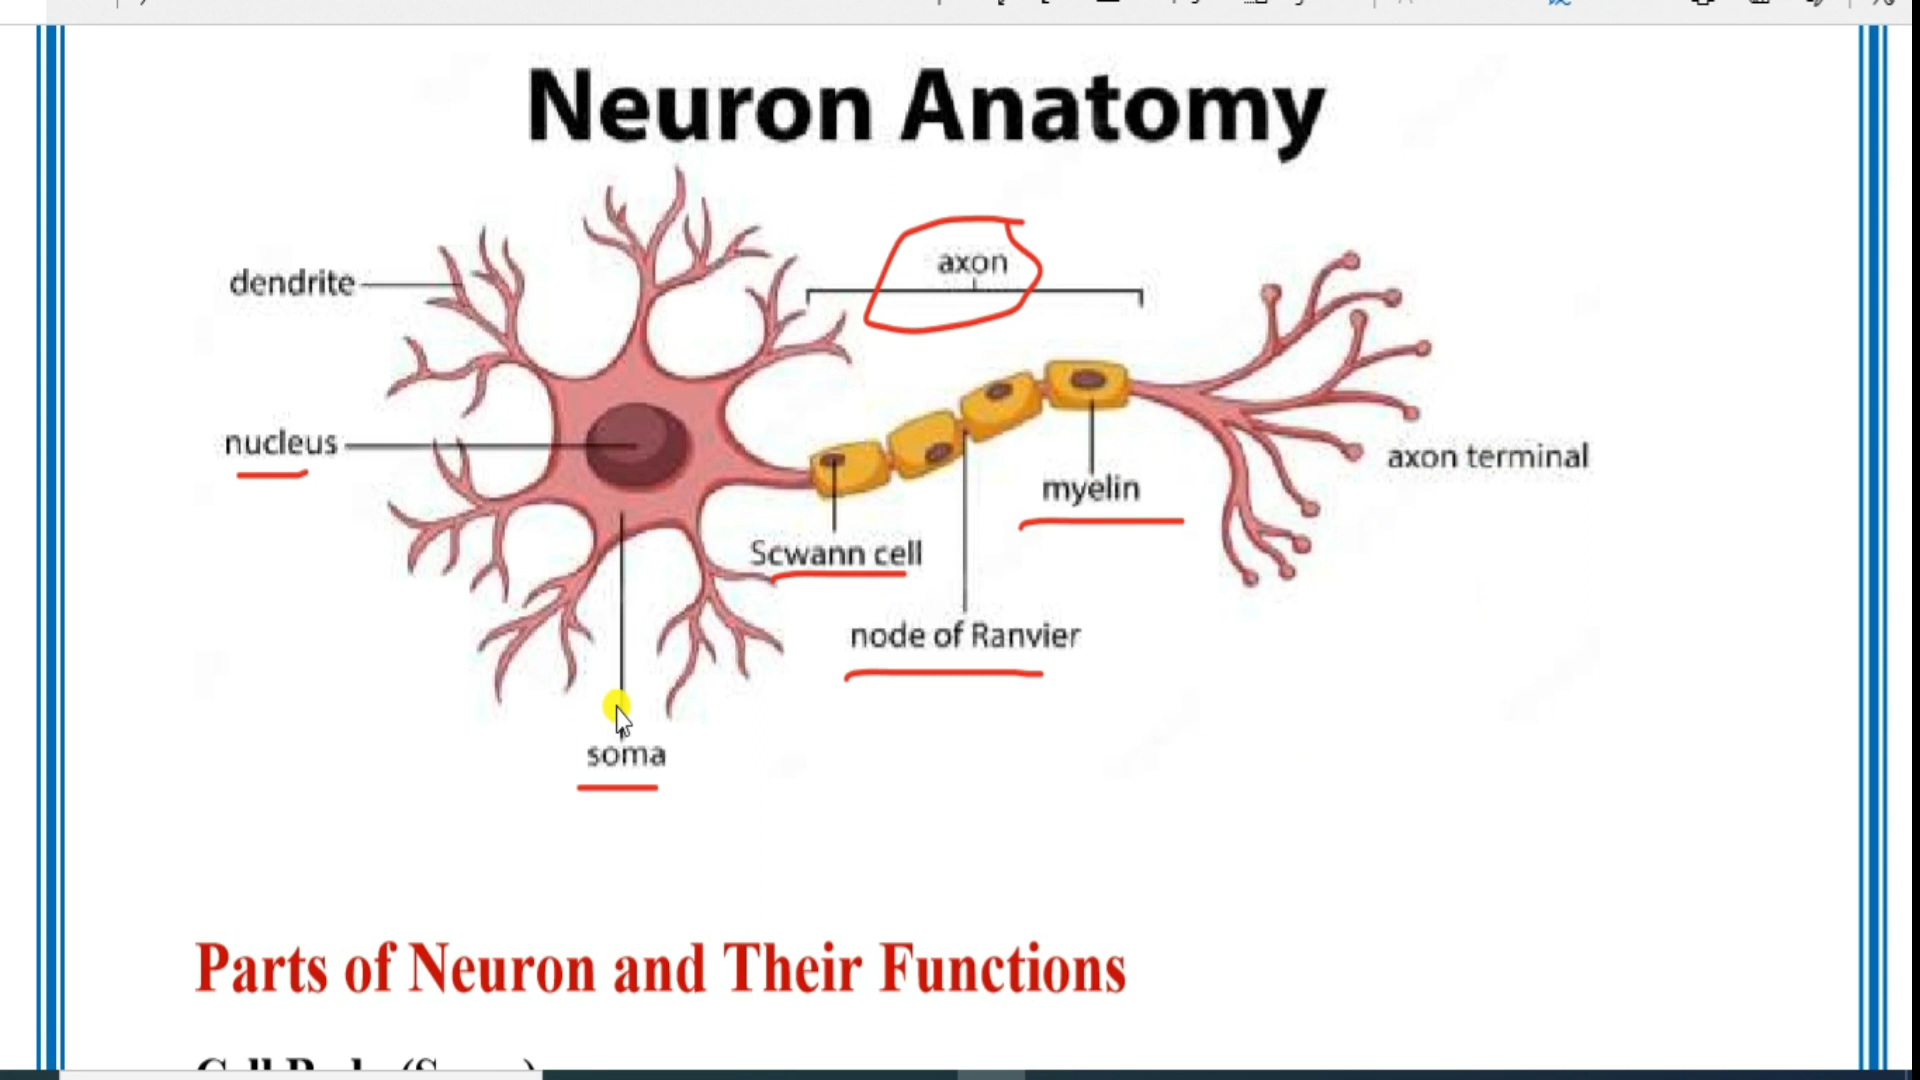 Neuron Anatomy
axon
dendrite
nucleus
axon terminal
myelin
Scwann cell
node of Ranvier
soma
Parts of Neuron and Their Functions